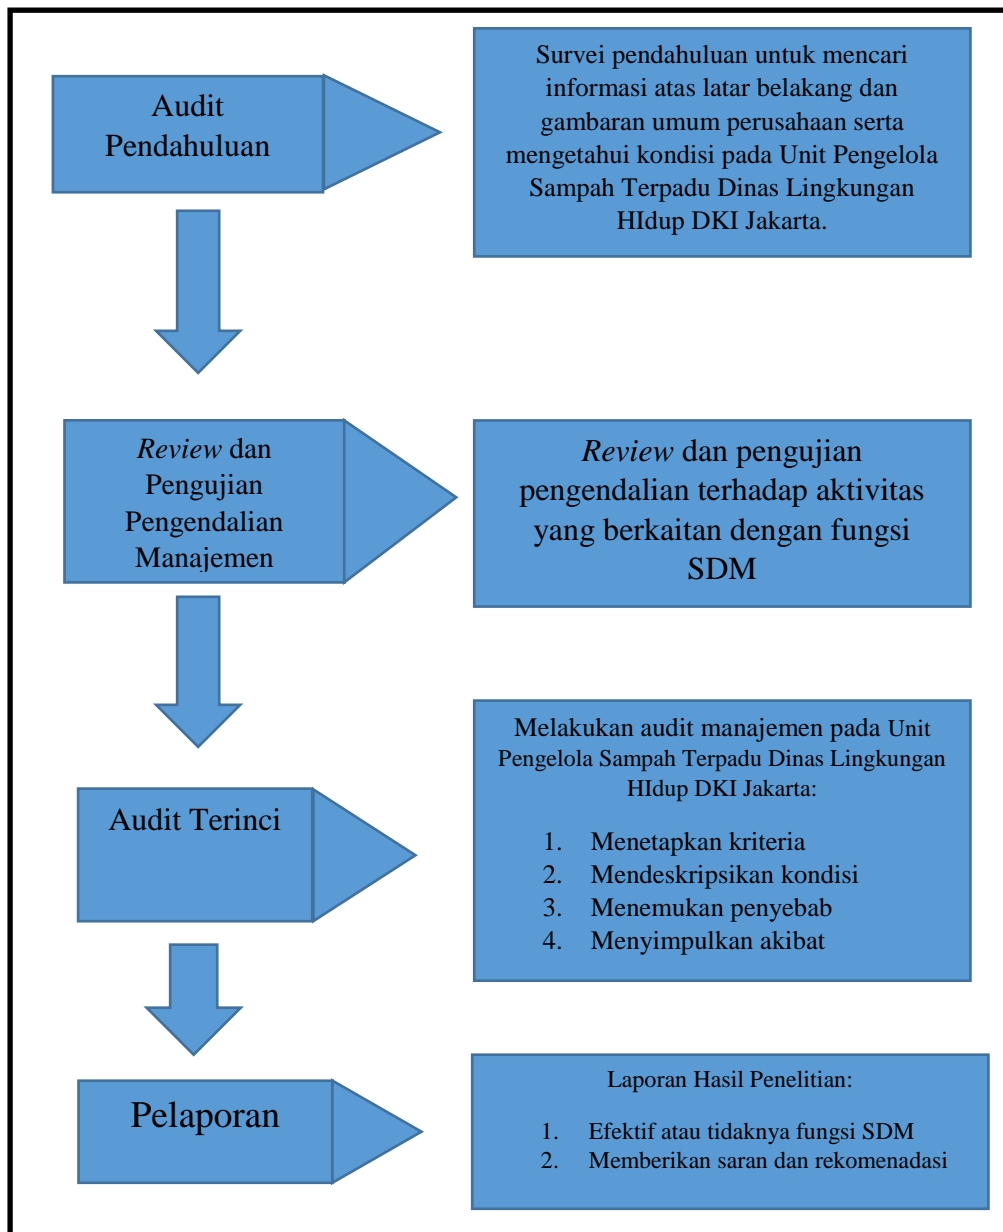 Audit
Pendahuluan
Survei pendahuluan untuk mencari
informasi atas latar belakang dan
gambaran umum perusahaan serta
mengetahui kondisi pada Unit Pengelola
Sampah Terpadu Dinas Lingkungan
HIdup DKI Jakarta.
Review dan
Pengujian
Pengendalian
Manajemen
Review dan pengujian
pengendalian terhadap aktivitas
yang berkaitan dengan fungsi
SDM
Audit Terinci
Melakukan audit manajemen pada Unit
Pengelola Sampah Terpadu Dinas Lingkungan
HIdup DKI Jakarta:
1. Menetapkan kriteria
2. Mendeskripsikan kondisi
3. Menemukan penyebab
4. Menyimpulkan akibat
Pelaporan
Laporan Hasil Penelitian:
1. Efektif atau tidaknya fungsi SDM
2. Memberikan saran dan rekomenadasi